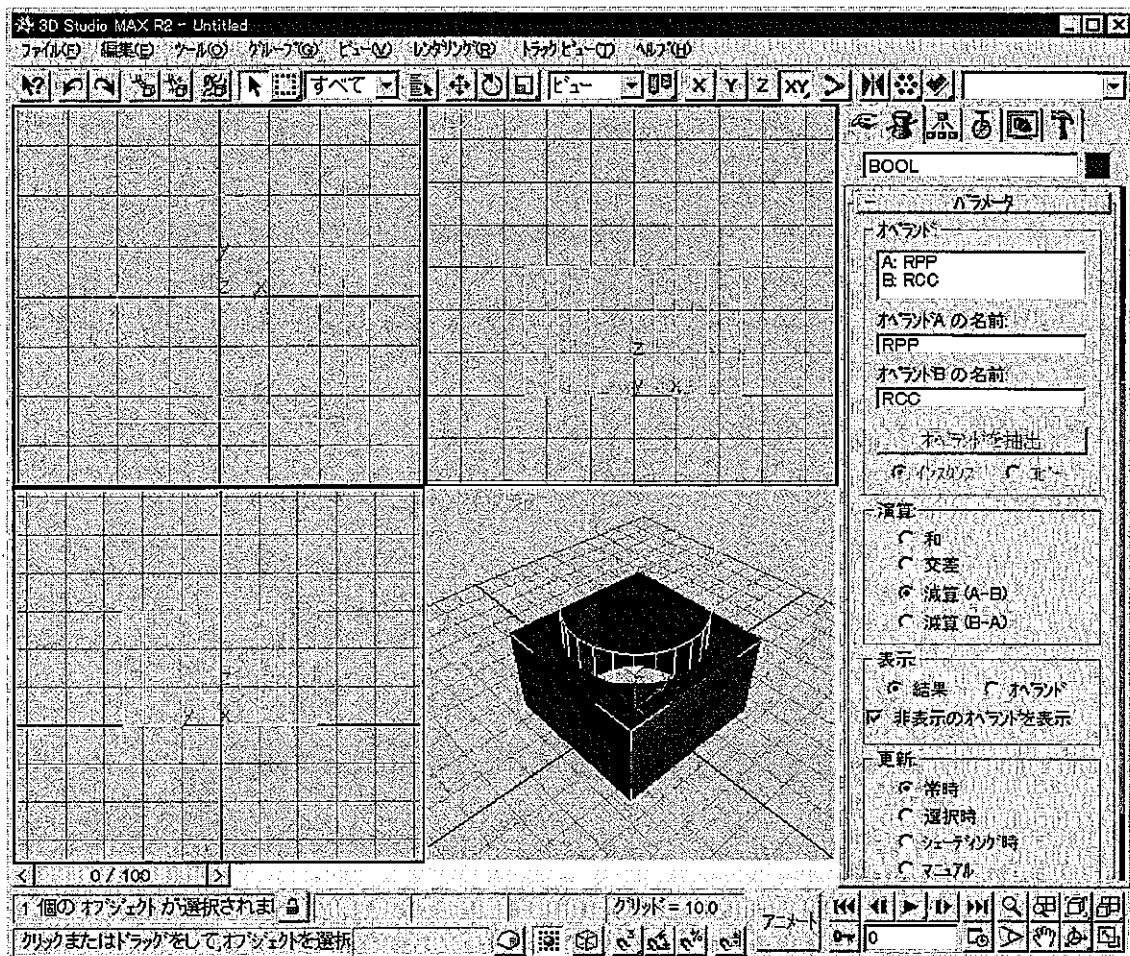 3D Studio MAX R2 - Untitled
ファイル(F) 編集(E) ツール(O) グループ(G) ビュー(V) レンダリング(R) トラックビュー(T) ヘルプ(H)
すべて ビュー X Y Z XY
BOOL
パラメータ
オペランド:
A: RPP
B: RCC
オペランドA の名前:
RPP
オペランドB の名前:
RCC
オペランドを抽出
インスタンス コピー
演算:
和
交差
減算 (A-B)
減算 (B-A)
表示:
結果 オペランド
非表示のオペランドを表示
更新:
常時
選択時
シェーディング時
マニュアル
Y
Z X
Z
Y X
Z
Y X
< 0 / 100 >
1 個の オブジェクト が選択されま
グリッド = 10.0
アニメート
クリックまたはドラッグをして,オブジェクトを選択
0